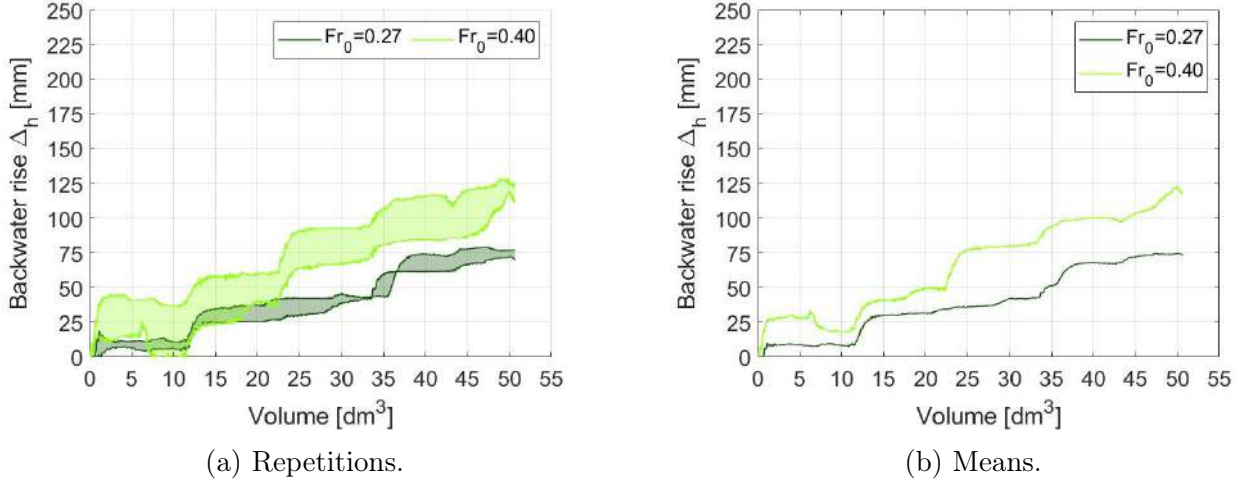 250
225
200
175
150
125
100
75
50
25
0
Backwater rise Δh [mm]
Fr0=0.27 Fr0=0.40
0 5 10 15 20 25 30 35 40 45 50 55
Volume [dm3]
(a) Repetitions.
250
225
200
175
150
125
100
75
50
25
0
Backwater rise Δh [mm]
Fr0=0.27
Fr0=0.40
0 5 10 15 20 25 30 35 40 45 50 55
Volume [dm3]
(b) Means.